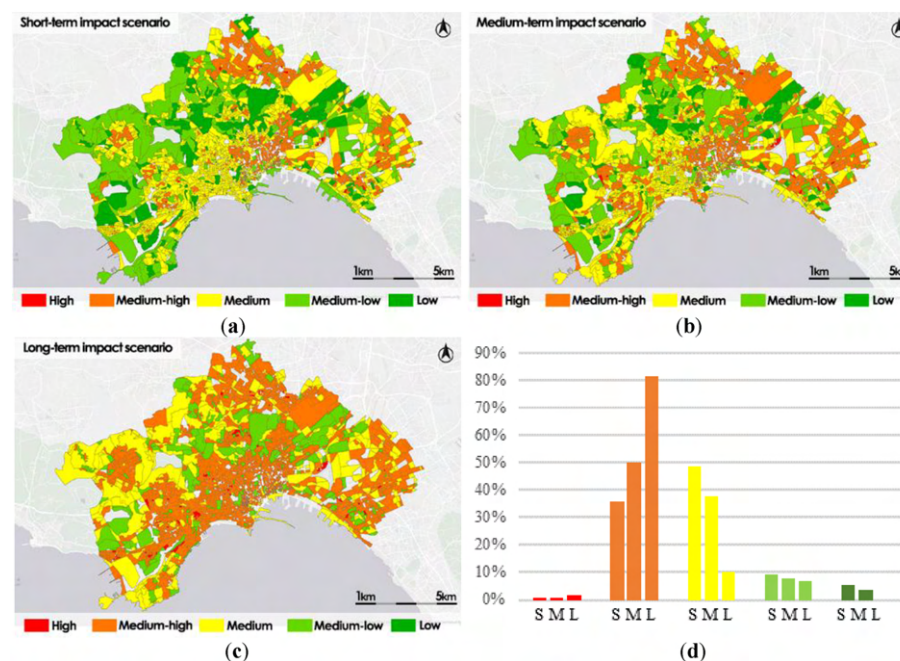 Short-term impact scenario
1km 5km
High Medium-high Medium Medium-low Low
(a)
Medium-term impact scenario
1km 5km
High Medium-high Medium Medium-low Low
(b)
Long-term impact scenario
1km 5km
High Medium-high Medium Medium-low Low
(c)
90%
80%
70%
60%
50%
40%
30%
20%
10%
0%
S M L S M L S M L S M L S M L
(d)